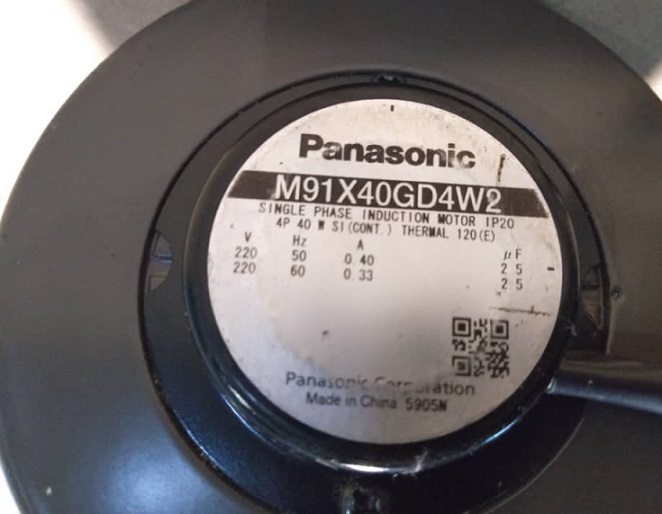 Panasonic
M91X40GD4W2
SINGLE PHASE INDUCTION MOTOR IP20
4P 40 W S1(CONT.) THERMAL 120(E)
V Hz A μF
220 50 0.40 2.5
220 60 0.33 2.5
Panasonic Corporation
Made in China 5905N